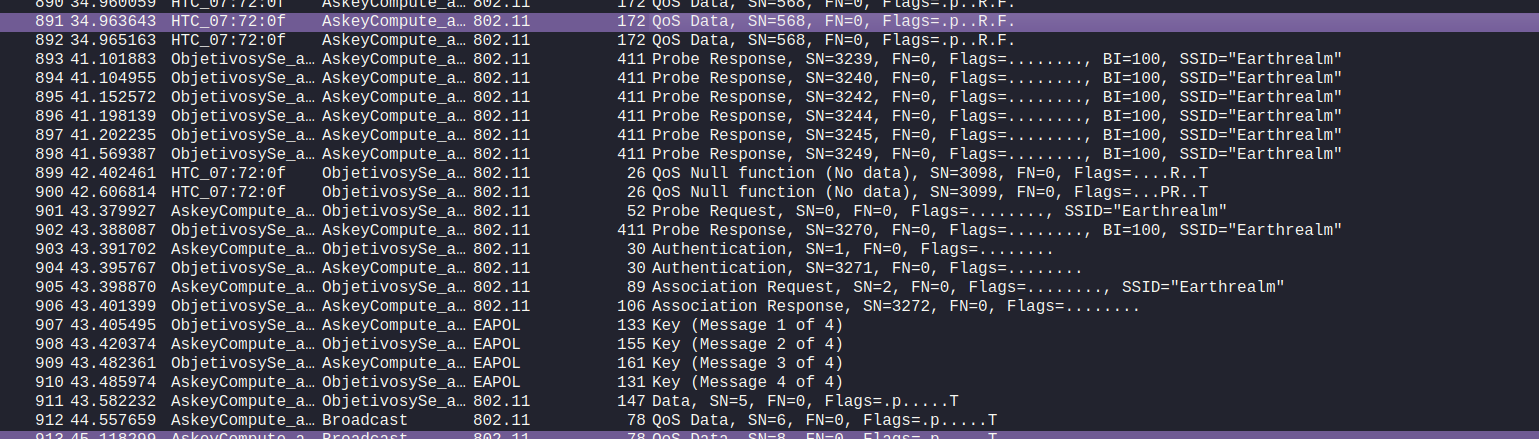 890 34.960059 HTC_07:72:0f AskeyCompute_a… 802.11 172 QoS Data, SN=568, FN=0, Flags=.p..R.F.
891 34.963643 HTC_07:72:0f AskeyCompute_a… 802.11 172 QoS Data, SN=568, FN=0, Flags=.p..R.F.
892 34.965163 HTC_07:72:0f AskeyCompute_a… 802.11 172 QoS Data, SN=568, FN=0, Flags=.p..R.F.
893 41.101883 ObjetivosySe_a… AskeyCompute_a… 802.11 411 Probe Response, SN=3239, FN=0, Flags=........, BI=100, SSID="Earthrealm"
894 41.104955 ObjetivosySe_a… AskeyCompute_a… 802.11 411 Probe Response, SN=3240, FN=0, Flags=........, BI=100, SSID="Earthrealm"
895 41.152572 ObjetivosySe_a… AskeyCompute_a… 802.11 411 Probe Response, SN=3242, FN=0, Flags=........, BI=100, SSID="Earthrealm"
896 41.198139 ObjetivosySe_a… AskeyCompute_a… 802.11 411 Probe Response, SN=3244, FN=0, Flags=........, BI=100, SSID="Earthrealm"
897 41.202235 ObjetivosySe_a… AskeyCompute_a… 802.11 411 Probe Response, SN=3245, FN=0, Flags=........, BI=100, SSID="Earthrealm"
898 41.569387 ObjetivosySe_a… AskeyCompute_a… 802.11 411 Probe Response, SN=3249, FN=0, Flags=........, BI=100, SSID="Earthrealm"
899 42.402461 HTC_07:72:0f ObjetivosySe_a… 802.11 26 QoS Null function (No data), SN=3098, FN=0, Flags=....R..T
900 42.606814 HTC_07:72:0f ObjetivosySe_a… 802.11 26 QoS Null function (No data), SN=3099, FN=0, Flags=...PR..T
901 43.379927 AskeyCompute_a… ObjetivosySe_a… 802.11 52 Probe Request, SN=0, FN=0, Flags=........, SSID="Earthrealm"
902 43.388087 ObjetivosySe_a… AskeyCompute_a… 802.11 411 Probe Response, SN=3270, FN=0, Flags=........, BI=100, SSID="Earthrealm"
903 43.391702 AskeyCompute_a… ObjetivosySe_a… 802.11 30 Authentication, SN=1, FN=0, Flags=........
904 43.395767 ObjetivosySe_a… AskeyCompute_a… 802.11 30 Authentication, SN=3271, FN=0, Flags=........
905 43.398870 AskeyCompute_a… ObjetivosySe_a… 802.11 89 Association Request, SN=2, FN=0, Flags=........, SSID="Earthrealm"
906 43.401399 ObjetivosySe_a… AskeyCompute_a… 802.11 106 Association Response, SN=3272, FN=0, Flags=........
907 43.405495 ObjetivosySe_a… AskeyCompute_a… EAPOL 133 Key (Message 1 of 4)
908 43.420374 AskeyCompute_a… ObjetivosySe_a… EAPOL 155 Key (Message 2 of 4)
909 43.482361 ObjetivosySe_a… AskeyCompute_a… EAPOL 161 Key (Message 3 of 4)
910 43.485974 AskeyCompute_a… ObjetivosySe_a… EAPOL 131 Key (Message 4 of 4)
911 43.582232 AskeyCompute_a… ObjetivosySe_a… 802.11 147 Data, SN=5, FN=0, Flags=.p.....T
912 44.557659 AskeyCompute_a… Broadcast 802.11 78 QoS Data, SN=6, FN=0, Flags=.p.....T
913 45.118299 AskeyCompute_a… Broadcast 802.11 78 QoS Data, SN=8, FN=0, Flags=.p.....T